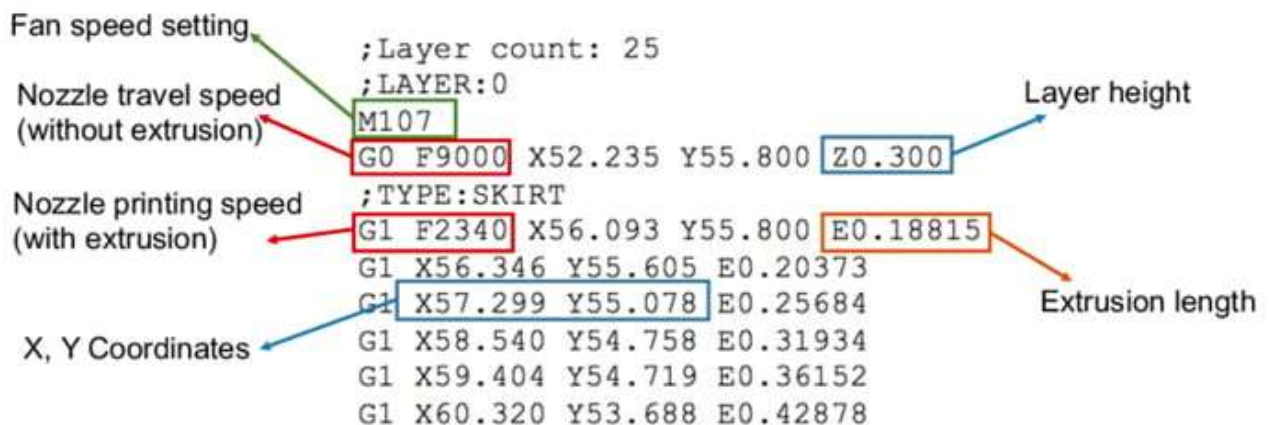 Fan speed setting
;Layer count: 25
;LAYER:0
Nozzle travel speed
(without extrusion)
Layer height
M107
G0 F9000 X52.235 Y55.800 Z0.300
;TYPE:SKIRT
Nozzle printing speed
(with extrusion)
G1 F2340 X56.093 Y55.800 E0.18815
G1 X56.346 Y55.605 E0.20373
G1 X57.299 Y55.078 E0.25684
Extrusion length
X, Y Coordinates
G1 X58.540 Y54.758 E0.31934
G1 X59.404 Y54.719 E0.36152
G1 X60.320 Y53.688 E0.42878